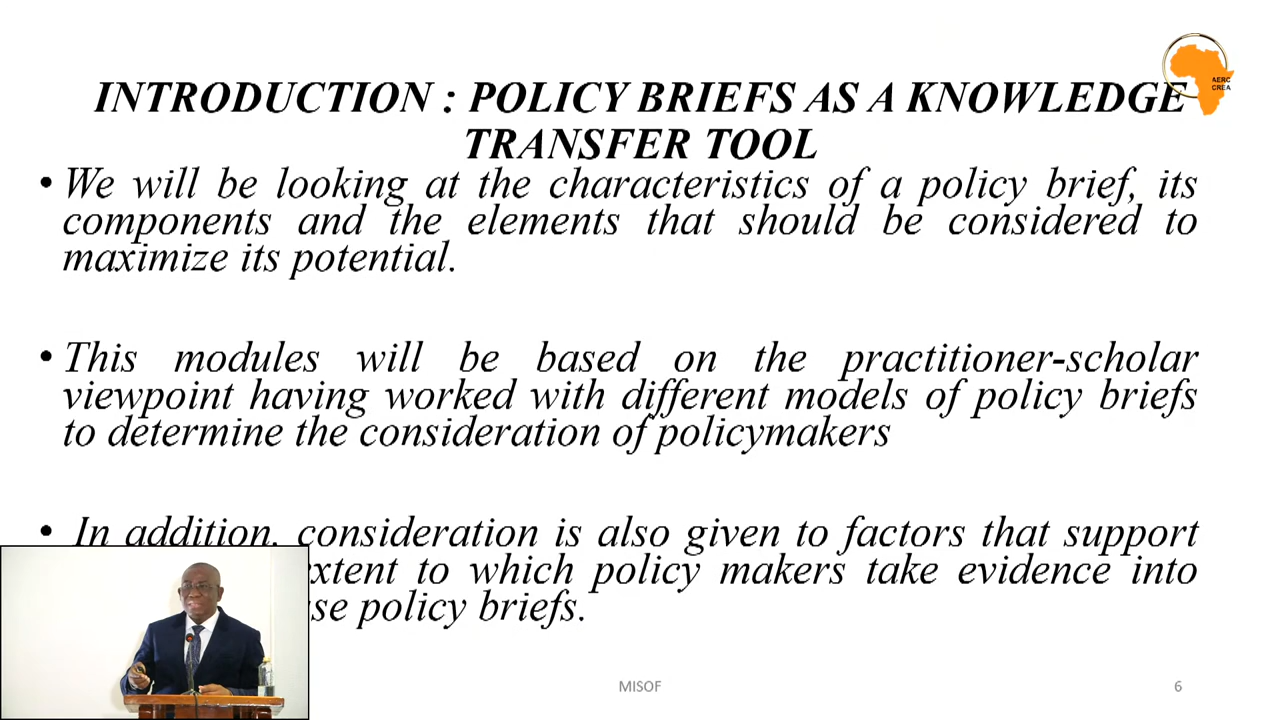 AERC
CREA
INTRODUCTION : POLICY BRIEFS AS A KNOWLEDGE
TRANSFER TOOL
• We will be looking at the characteristics of a policy brief, its
components and the elements that should be considered to
maximize its potential.
• This modules will be based on the practitioner-scholar
viewpoint having worked with different models of policy briefs
to determine the consideration of policymakers
• In addition, consideration is also given to factors that support
extent to which policy makers take evidence into
policy briefs.
MISOF
6